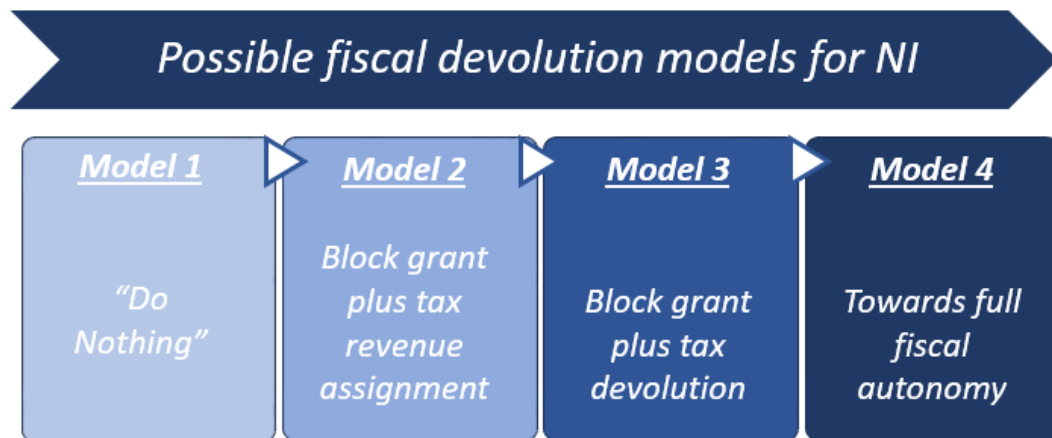 Possible fiscal devolution models for NI
Model 1
“Do
Nothing”
Model 2
Block grant
plus tax
revenue
assignment
Model 3
Block grant
plus tax
devolution
Model 4
Towards full
fiscal
autonomy